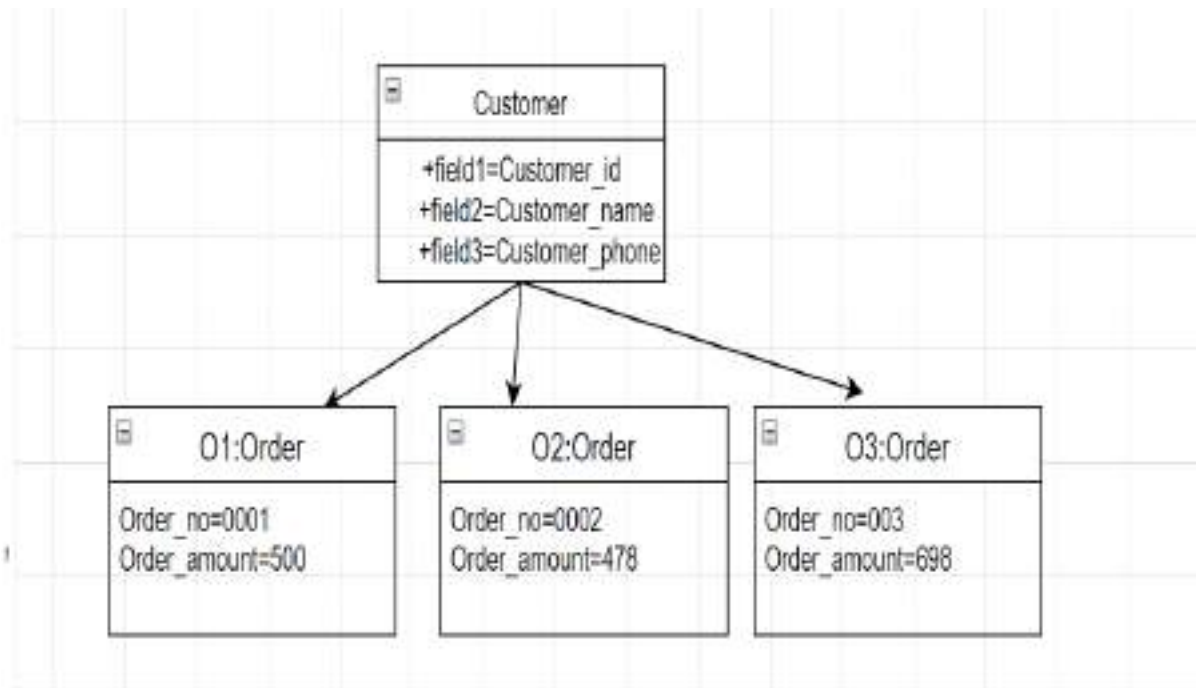 Customer
+field1=Customer_id
+field2=Customer_name
+field3=Customer_phone
O1:Order
Order_no=0001
Order_amount=500
O2:Order
Order_no=0002
Order_amount=478
O3:Order
Order_no=003
Order_amount=698